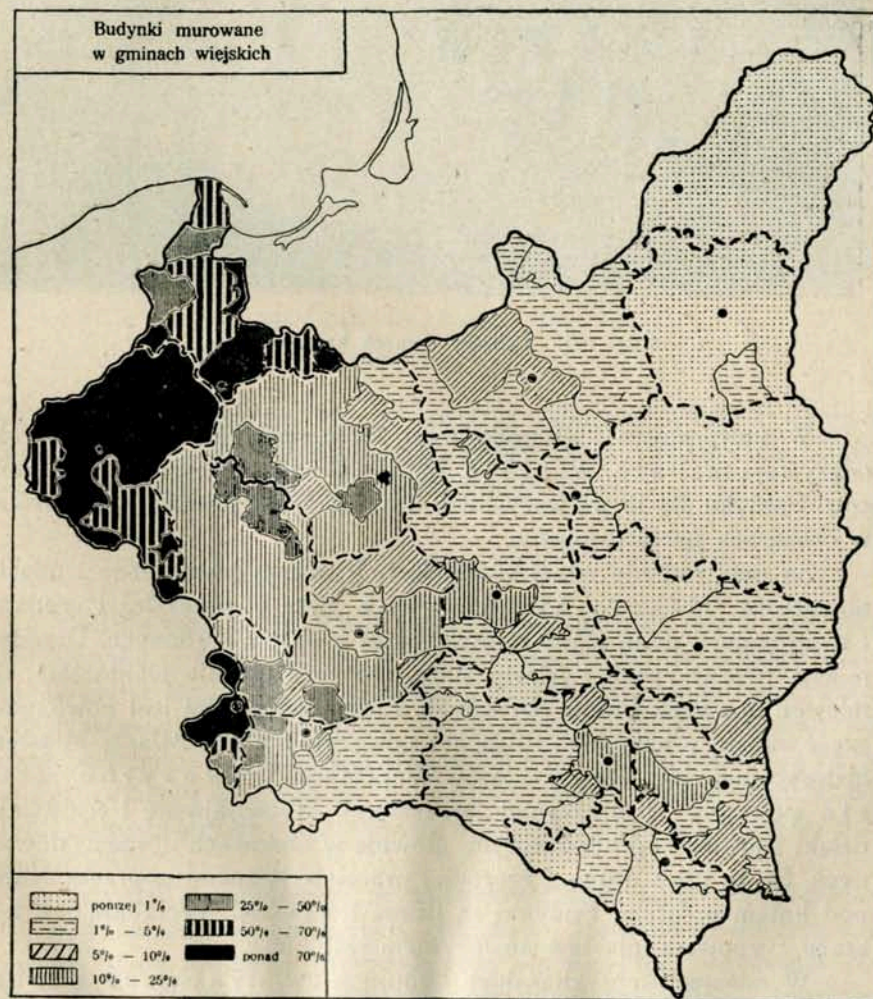 Budynki murowane
w gminach wiejskich
poniżej 1%
1% – 5%
5% – 10%
10% – 25%
25% – 50%
50% – 70%
ponad 70%